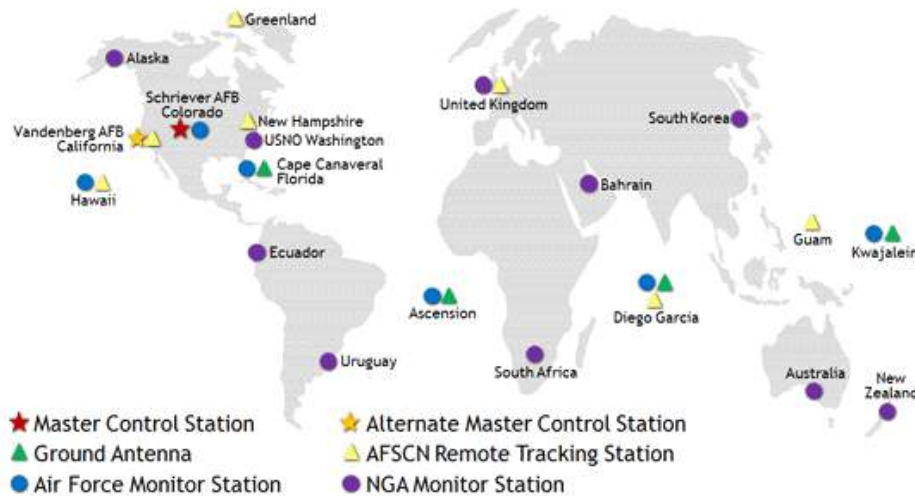 Greenland
Alaska
Schriever AFB
Colorado
New Hampshire
Vandenberg AFB
California
USNO Washington
Cape Canaveral
Florida
Hawaii
United Kingdom
South Korea
Bahrain
Guam
Kwajalein
Ecuador
Ascension
Diego Garcia
Uruguay
South Africa
Australia
New
Zealand
Master Control Station
Alternate Master Control Station
Ground Antenna
AFSCN Remote Tracking Station
Air Force Monitor Station
NGA Monitor Station